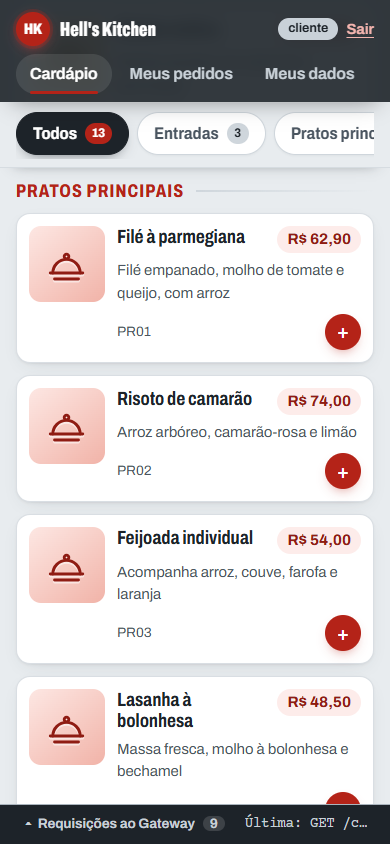 HK Hell's Kitchen cliente Sair
Cardápio Meus pedidos Meus dados
Todos 13 Entradas 3 Pratos princ
PRATOS PRINCIPAIS
Filé à parmegiana R$ 62,90
Filé empanado, molho de tomate e
queijo, com arroz
PR01 +
Risoto de camarão R$ 74,00
Arroz arbóreo, camarão-rosa e limão
PR02 +
Feijoada individual R$ 54,00
Acompanha arroz, couve, farofa e
laranja
PR03 +
Lasanha à
bolonhesa R$ 48,50
Massa fresca, molho à bolonhesa e
bechamel
Requisições ao Gateway 9 Última: GET /c…